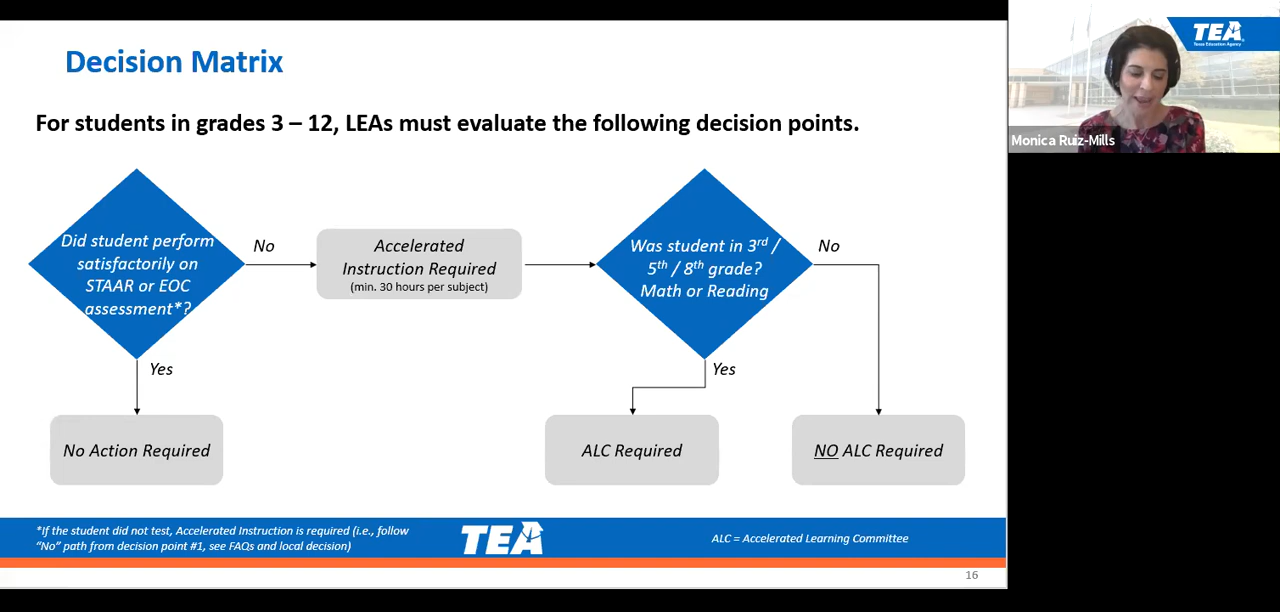 Decision Matrix
For students in grades 3 – 12, LEAs must evaluate the following decision points.
Did student perform
satisfactorily on
STAAR or EOC
assessment*?
No
Accelerated
Instruction Required
(min. 30 hours per subject)
Was student in 3rd /
5th / 8th grade?
Math or Reading
No
Yes
Yes
No Action Required
ALC Required
NO ALC Required
*If the student did not test, Accelerated Instruction is required (i.e., follow
“No” path from decision point #1, see FAQs and local decision)
TEA
ALC = Accelerated Learning Committee
16
TEA
Texas Education Agency
Monica Ruiz-Mills